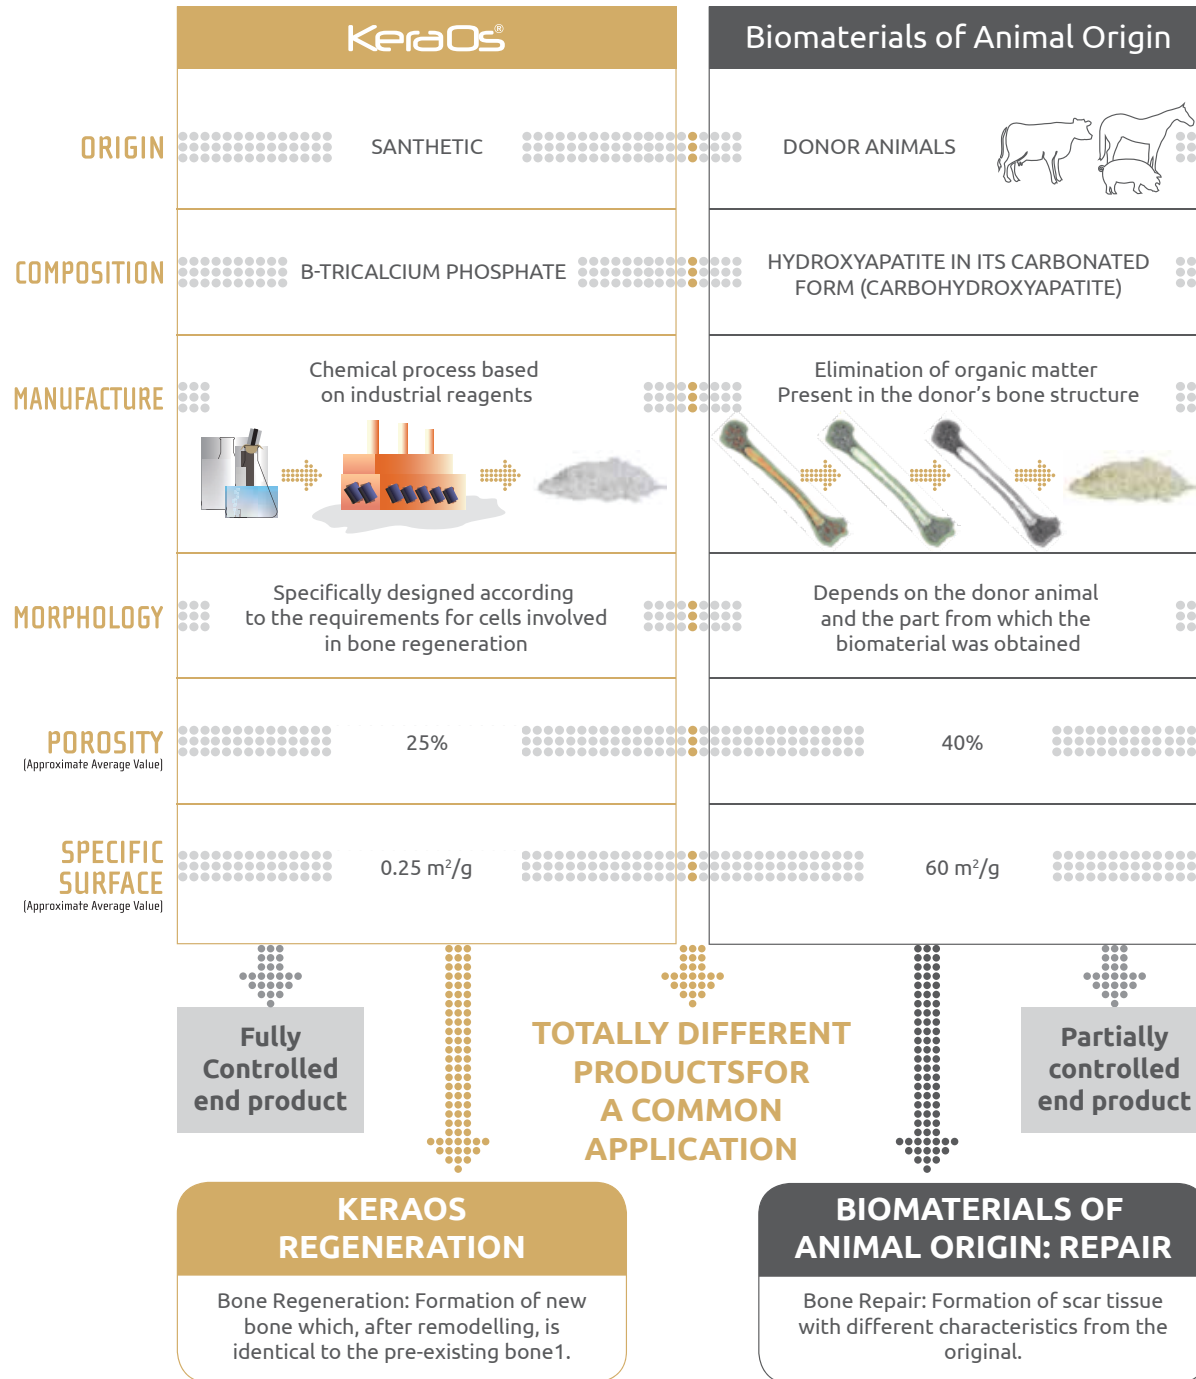 KeraOs®
Biomaterials of Animal Origin
ORIGIN
SANTHETIC
DONOR ANIMALS
COMPOSITION
B-TRICALCIUM PHOSPHATE
HYDROXYAPATITE IN ITS CARBONATED
FORM (CARBOHYDROXYAPATITE)
MANUFACTURE
Chemical process based
on industrial reagents
Elimination of organic matter
Present in the donor's bone structure
MORPHOLOGY
Specifically designed according
to the requirements for cells involved
in bone regeneration
Depends on the donor animal
and the part from which the
biomaterial was obtained
POROSITY
(Approximate Average Value)
25%
40%
SPECIFIC
SURFACE
(Approximate Average Value)
0.25 m²/g
60 m²/g
Fully
Controlled
end product
TOTALLY DIFFERENT
PRODUCTSFOR
A COMMON
APPLICATION
Partially
controlled
end product
KERAOS
REGENERATION
Bone Regeneration: Formation of new
bone which, after remodelling, is
identical to the pre-existing bone1.
BIOMATERIALS OF
ANIMAL ORIGIN: REPAIR
Bone Repair: Formation of scar tissue
with different characteristics from the
original.